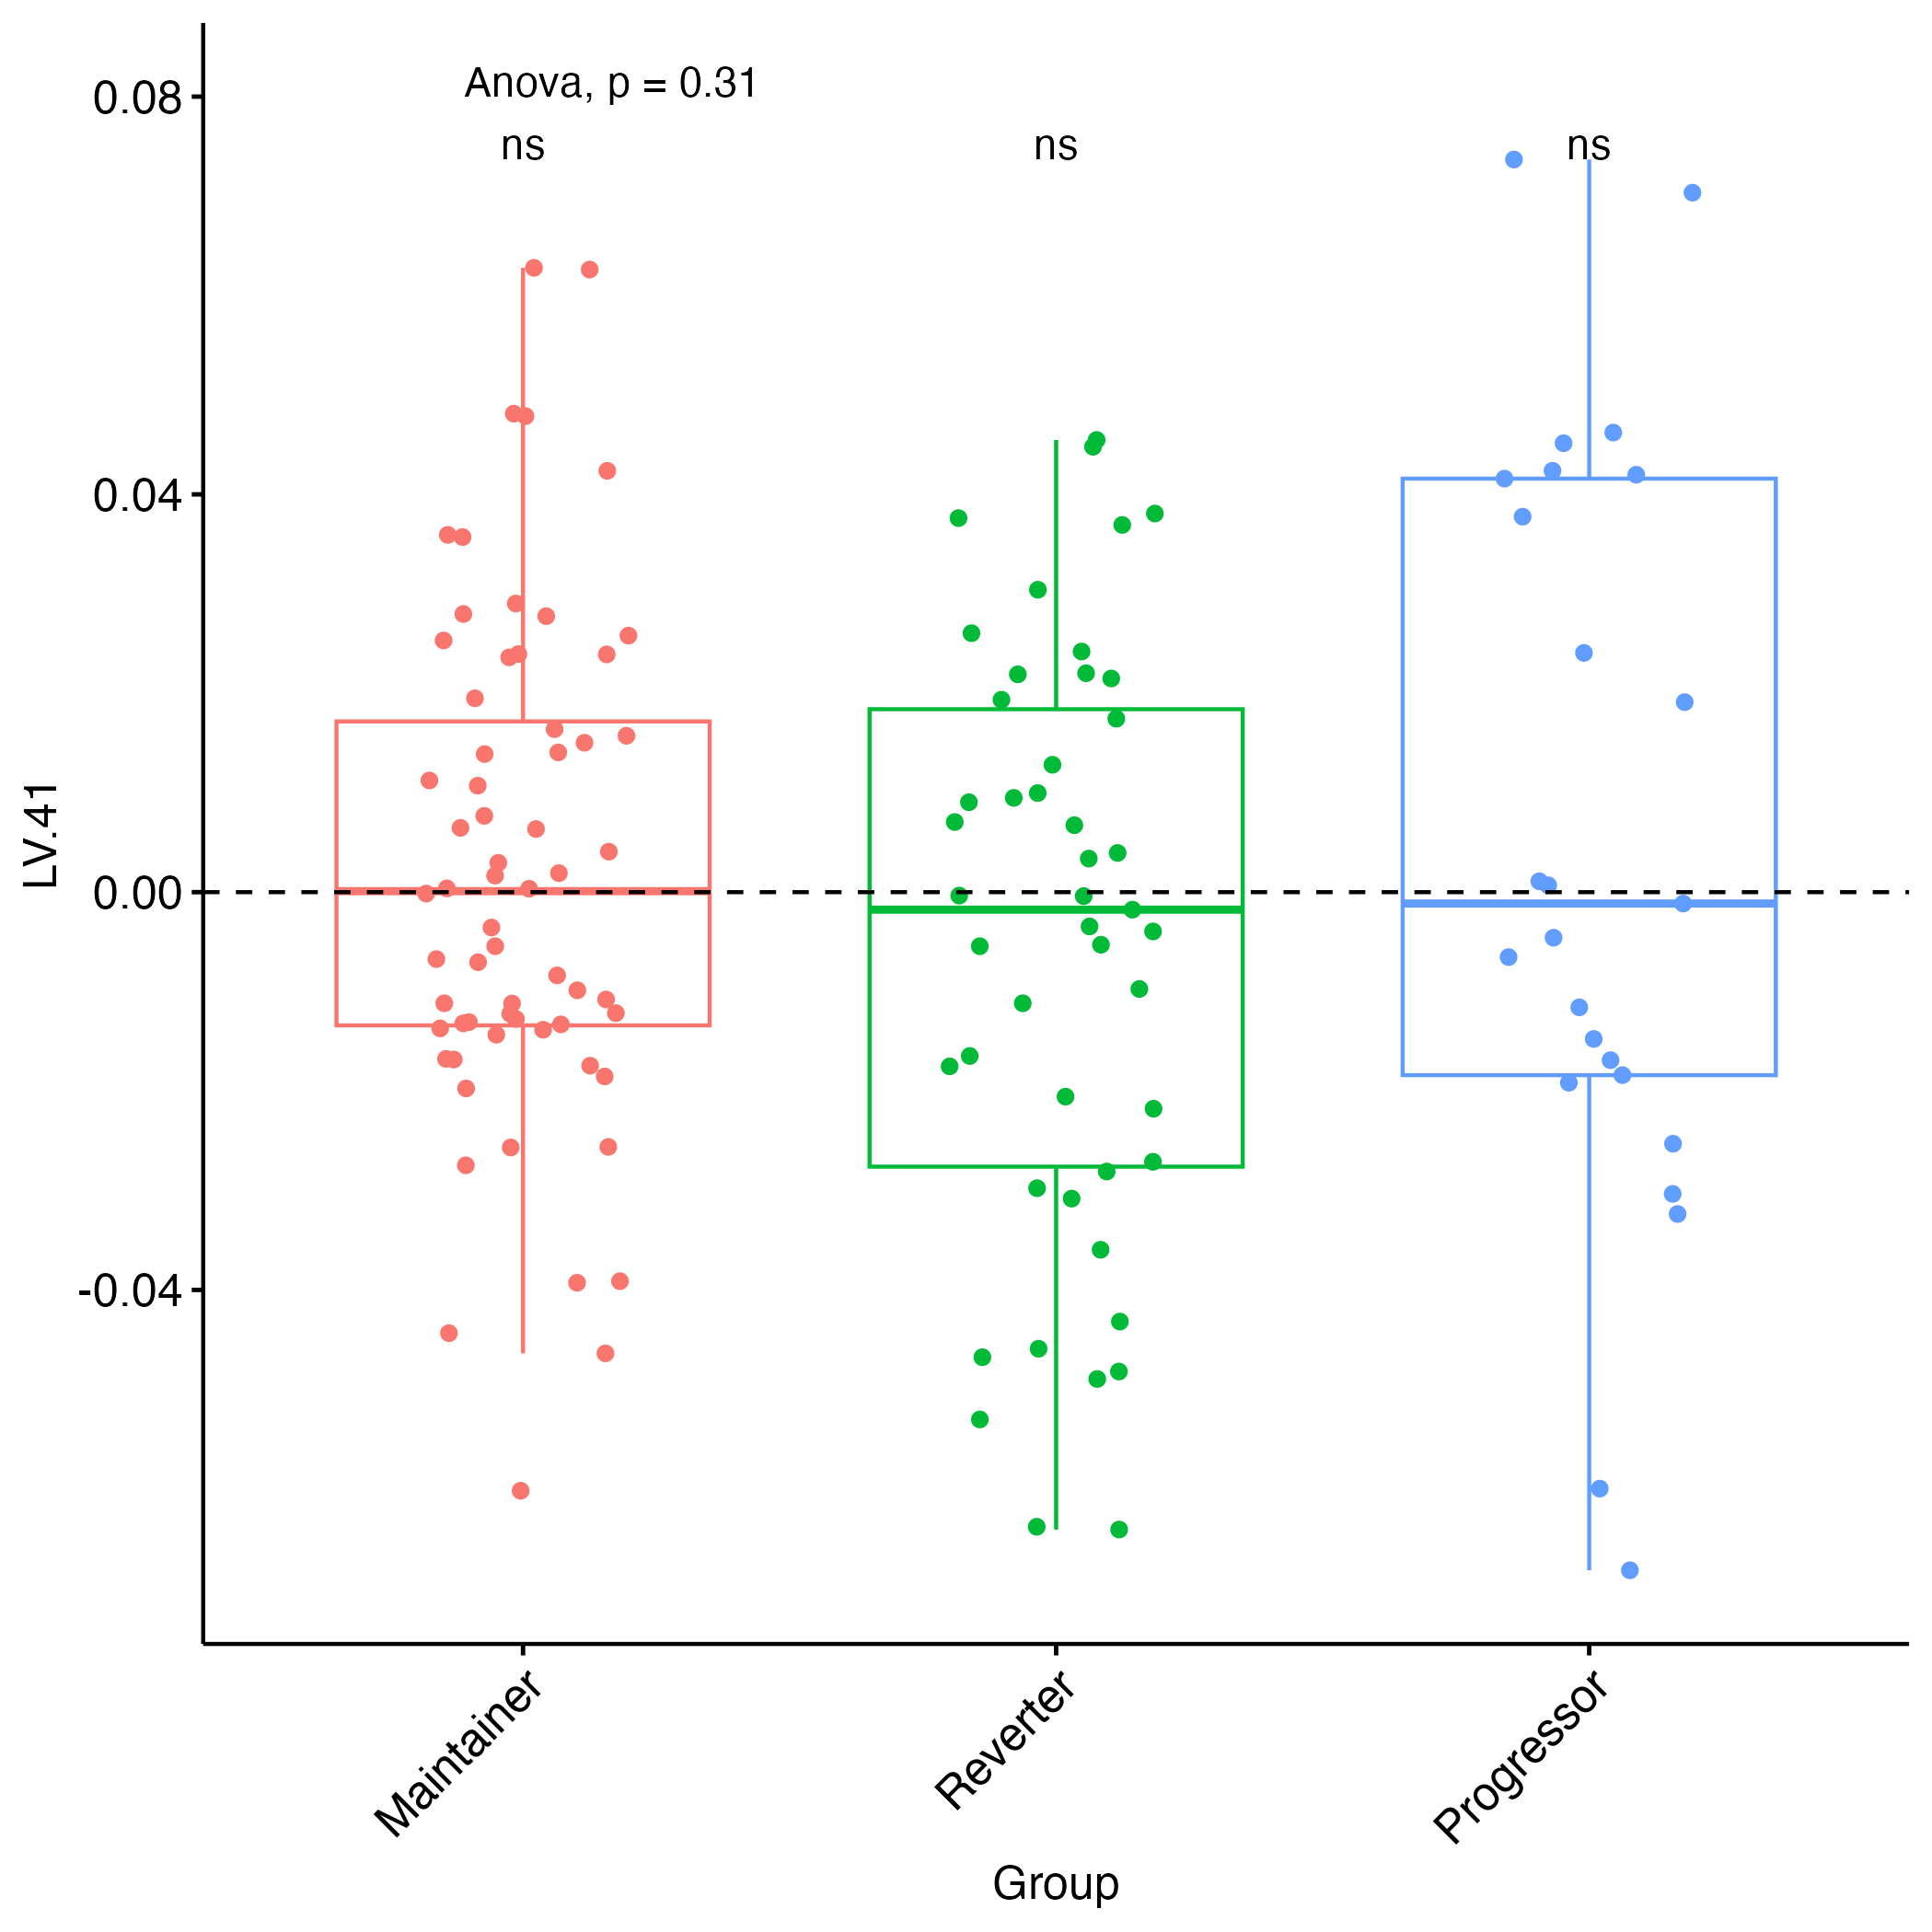 Anova, p = 0.31
ns ns ns
0.08
0.04
0.00
-0.04
LV.41
Maintainer Reverter Progressor
Group